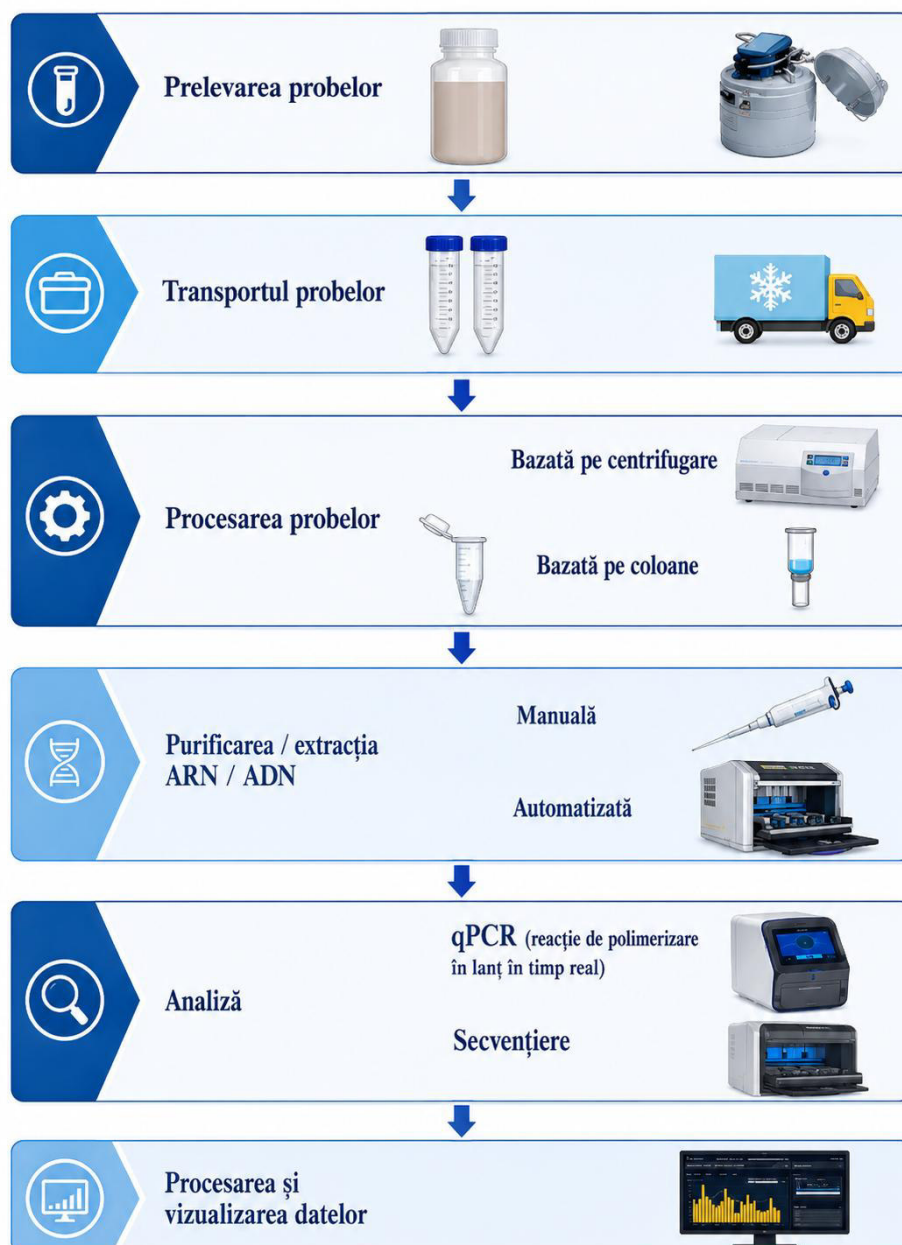 Prelevarea probelor
Transportul probelor
Procesarea probelor
Bazată pe centrifugare
Bazată pe coloane
Purificarea / extracția
ARN / ADN
Manuală
Automatizată
Analiză
qPCR (reacție de polimerizare
în lanț în timp real)
Secvențiere
Procesarea și
vizualizarea datelor